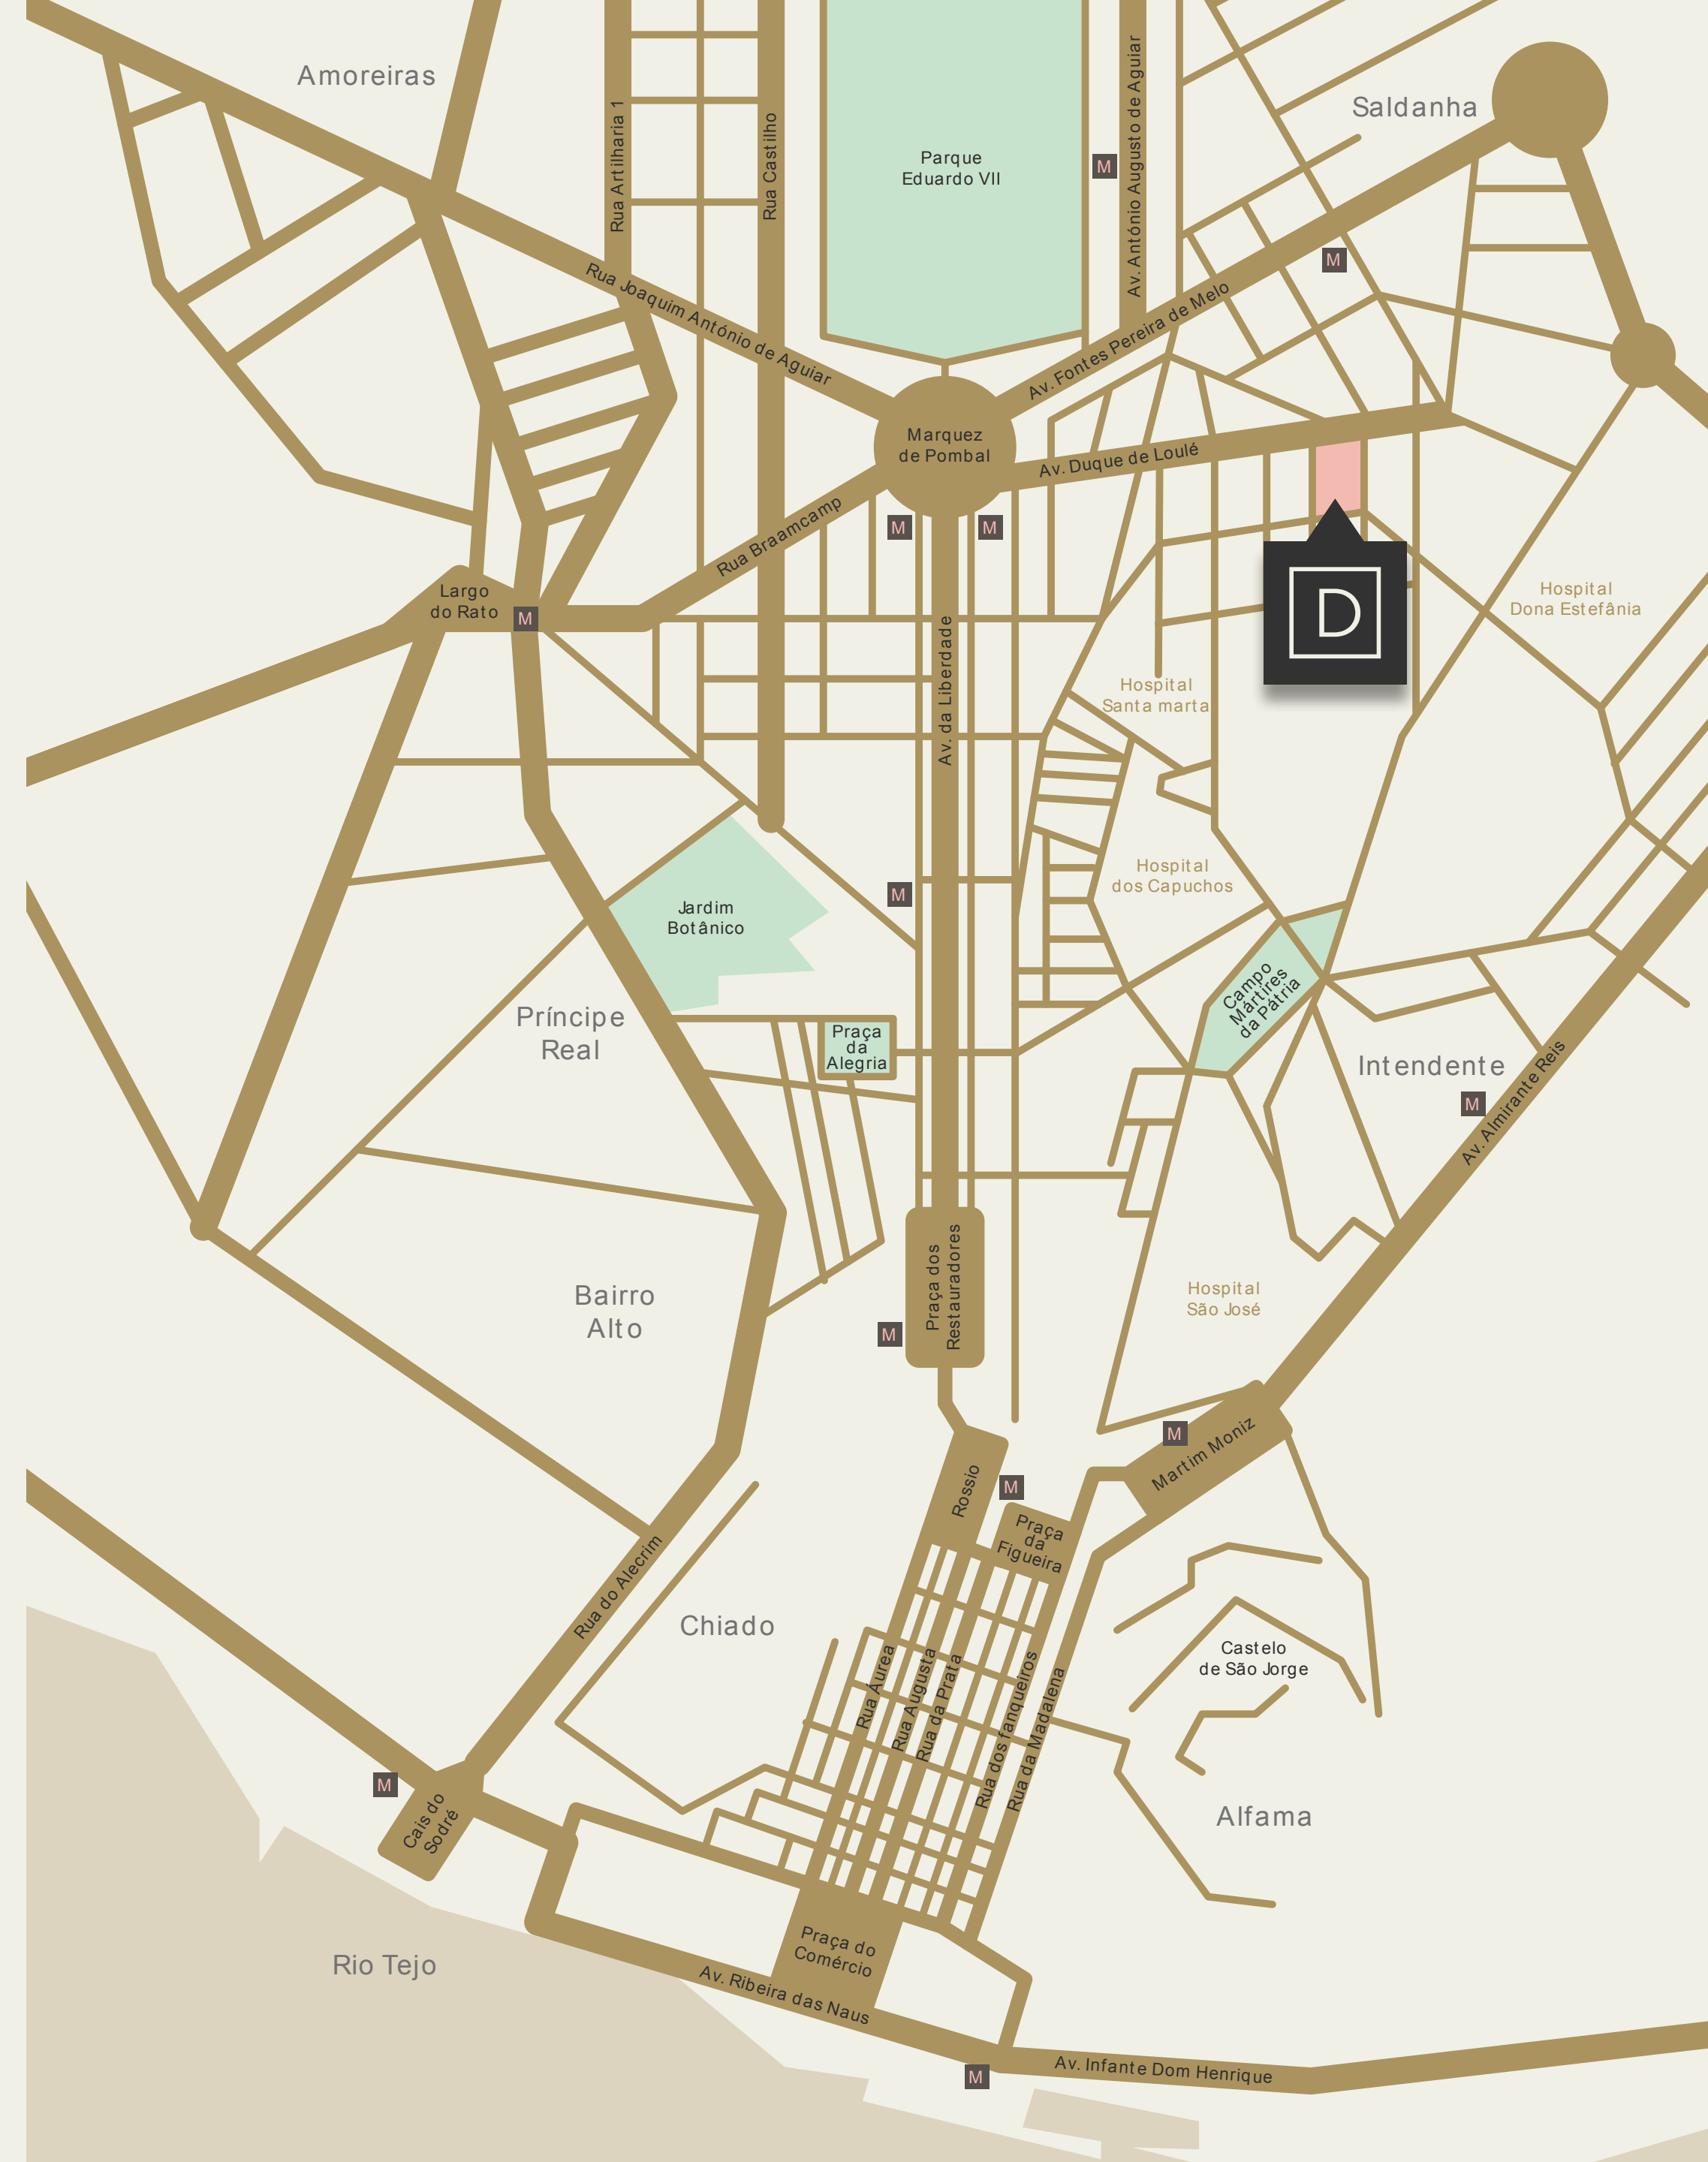 Amoreiras
Saldanha
Rua Artilharia 1
Rua Castilho
Parque
Eduardo VII
M
Av. António Augusto de Aguiar
M
Rua Joaquim António de Aguiar
Av. Fontes Pereira de Melo
Marquez
de Pombal
Av. Duque de Loulé
Rua Braamcamp
M
M
Largo
do Rato
M
D
Hospital
Dona Estefânia
Av. da Liberdade
Hospital
Santa marta
Hospital
dos Capuchos
M
Jardim
Botânico
Campo
Mártires
da Pátria
Príncipe
Real
Praça
da
Alegria
Intendente
M
Av. Almirante Reis
Bairro
Alto
Praça dos
Restauradores
M
Hospital
São José
M
Martim Moniz
Rossio
M
Praça
da
Figueira
Rua do Alecrim
Chiado
Rua Áurea
Rua Augusta
Rua da Prata
Rua dos fanqueiros
Rua da Madalena
Castelo
de São Jorge
M
Cais do
Sodré
Alfama
Rio Tejo
Praça do
Comércio
Av. Ribeira das Naus
M
Av. Infante Dom Henrique